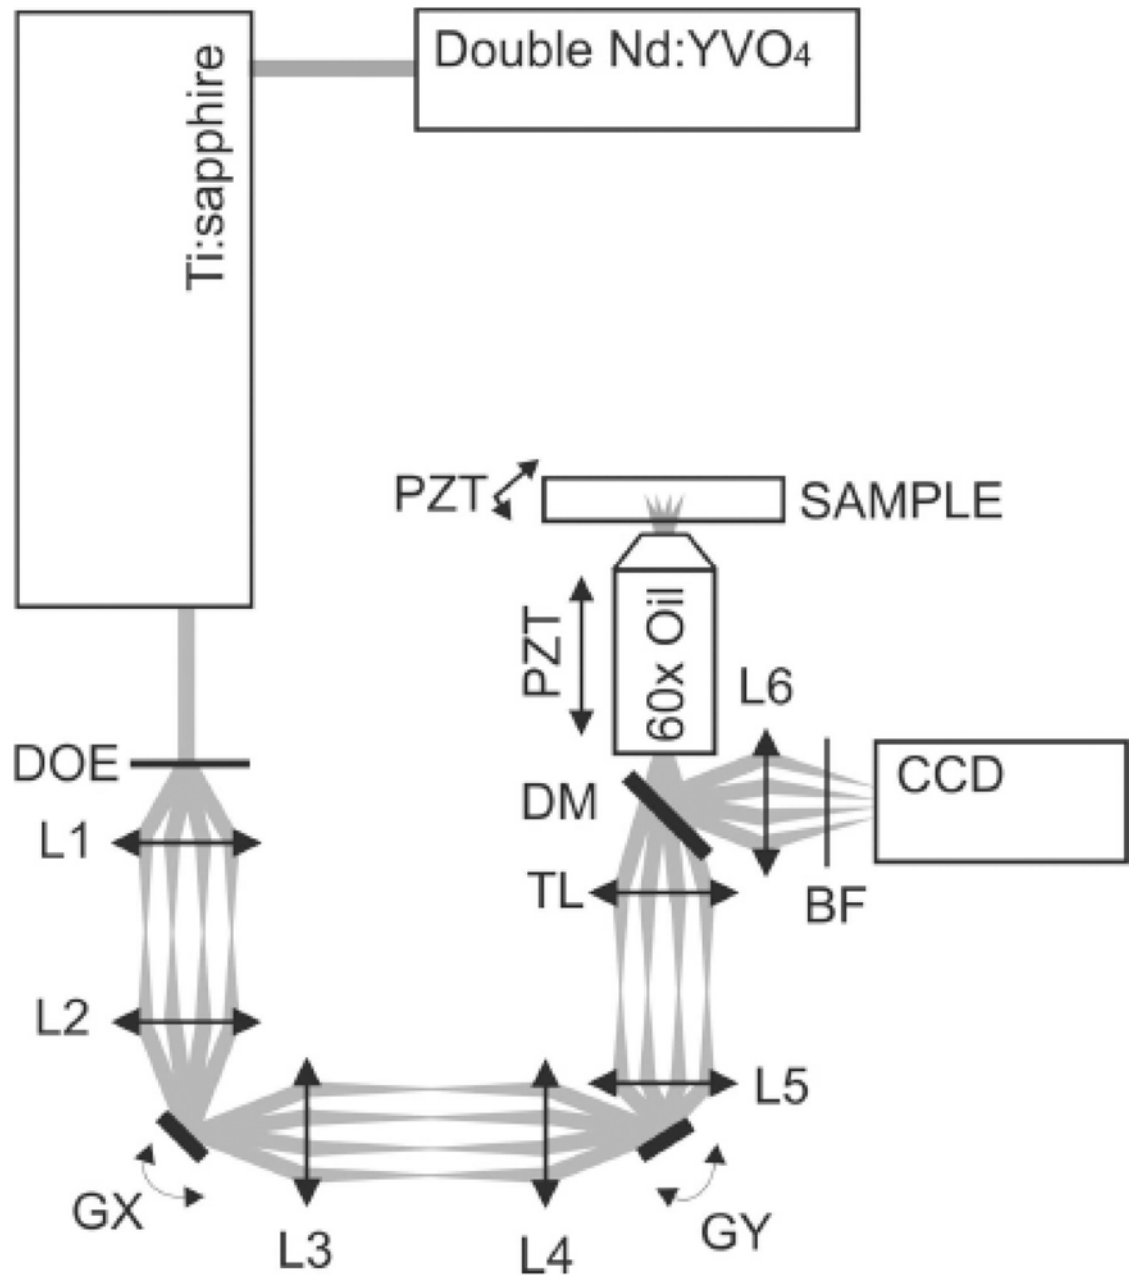 Double Nd:YVO4
Ti:sapphire
PZT
SAMPLE
PZT
60x Oil
L6
DOE
DM
CCD
L1
TL
BF
L2
L5
GX
GY
L3
L4